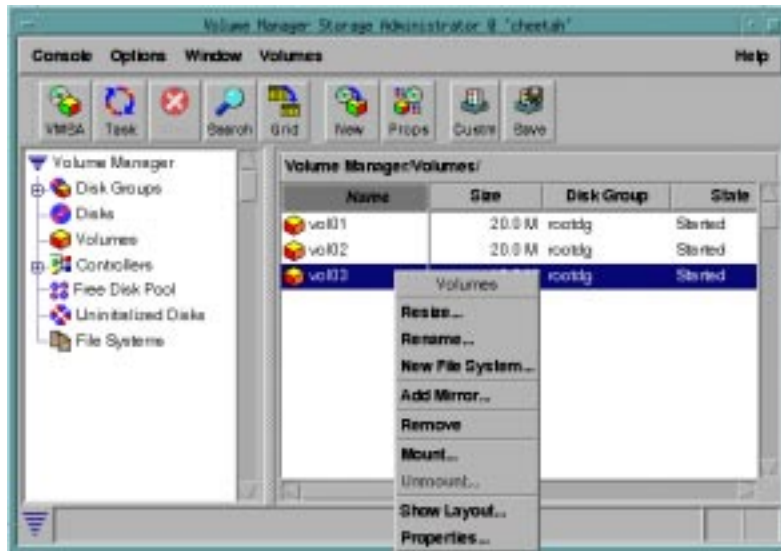 Volume Manager Storage Administrator @ 'cheetah'
Console Options Window Volumes Help
VMSA Task Search Grid New Props Custm Save
Volume Manager
Disk Groups
Disks
Volumes
Controllers
Free Disk Pool
Uninitialized Disks
File Systems
Volume Manager/Volumes/
Name Size Disk Group State
vol01 20.0 M rootdg Started
vol02 20.0 M rootdg Started
vol03 rootdg Started
Volumes
Resize...
Rename...
New File System...
Add Mirror...
Remove
Mount...
Unmount...
Show Layout...
Properties...